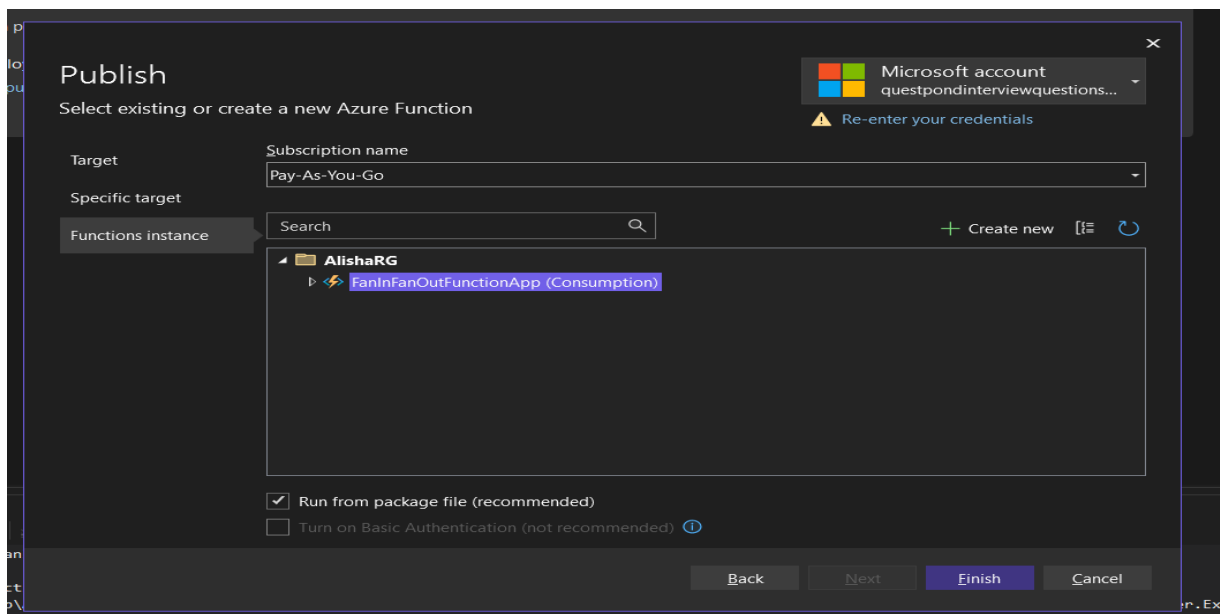 Publish
Select existing or create a new Azure Function
Microsoft account
questpondinterviewquestions...
Re-enter your credentials
Target
Specific target
Functions instance
Subscription name
Pay-As-You-Go
Search
Create new
AlishaRG
FanInFanOutFunctionApp (Consumption)
Run from package file (recommended)
Turn on Basic Authentication (not recommended)
Back Next Finish Cancel